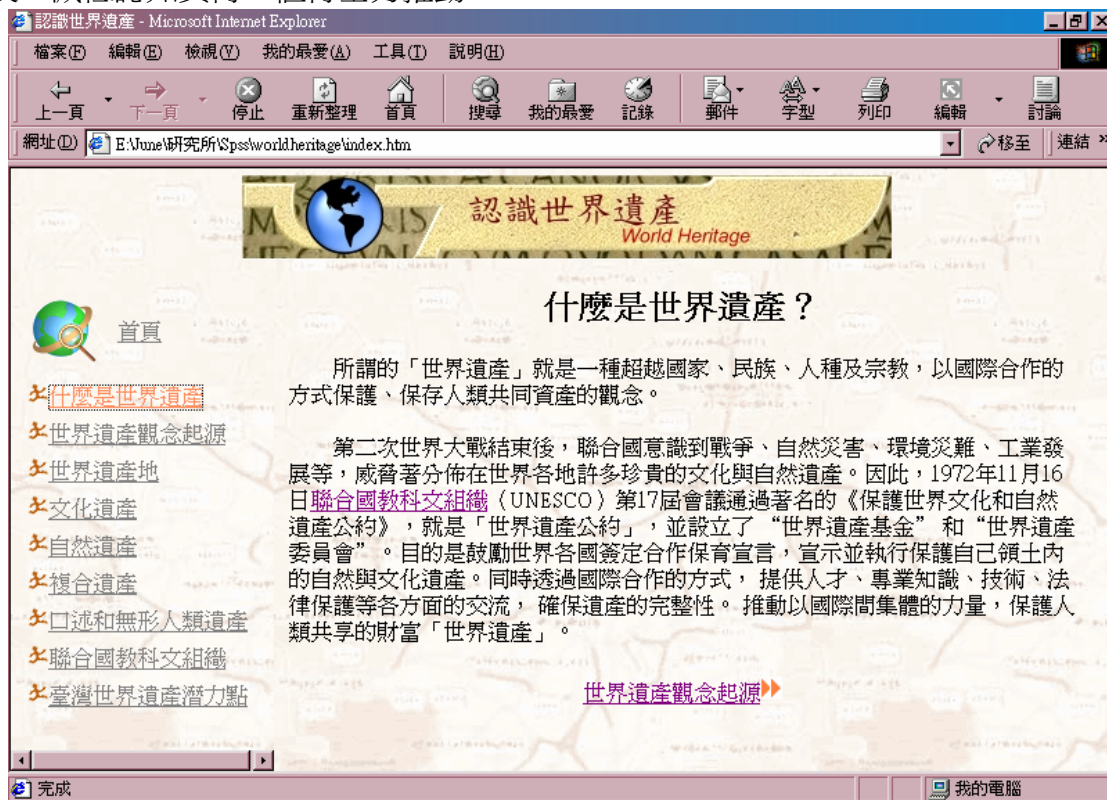 認識世界遺產 - Microsoft Internet Explorer
檔案(F) 編輯(E) 檢視(V) 我的最愛(A) 工具(T) 說明(H)
上一頁 下一頁 停止 重新整理 首頁 搜尋 我的最愛 記錄 郵件 字型 列印 編輯 討論
網址(D) E:\June\研究所\Spss\worldheritage\index.htm 移至 連結 »
認識世界遺產
World Heritage
首頁
什麼是世界遺產
世界遺產觀念起源
世界遺產地
文化遺產
自然遺產
複合遺產
口述和無形人類遺產
聯合國教科文組織
臺灣世界遺產潛力點
什麼是世界遺產？
所謂的「世界遺產」就是一種超越國家、民族、人種及宗教，以國際合作的
方式保護、保存人類共同資產的觀念。
第二次世界大戰結束後，聯合國意識到戰爭、自然災害、環境災難、工業發
展等，威脅著分佈在世界各地許多珍貴的文化與自然遺產。因此，1972年11月16
日聯合國教科文組織（UNESCO）第17屆會議通過著名的《保護世界文化和自然
遺產公約》，就是「世界遺產公約」，並設立了“世界遺產基金”和“世界遺產
委員會”。目的是鼓勵世界各國簽定合作保育宣言，宣示並執行保護自己領土內
的自然與文化遺產。同時透過國際合作的方式， 提供人才、專業知識、技術、法
律保護等各方面的交流， 確保遺產的完整性。 推動以國際間集體的力量，保護人
類共享的財富「世界遺產」。
世界遺產觀念起源
完成 我的電腦